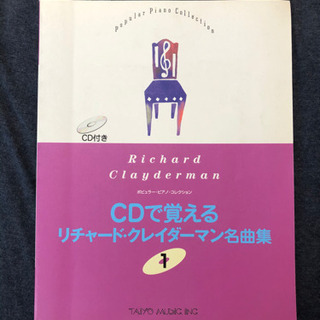 Popular Piano Collection
CD付き
Richard
Clayderman
ポピュラー・ピアノ・コレクション
CDで覚える
リチャード・クレイダーマン名曲集
1
TAIYO MUSIC INC